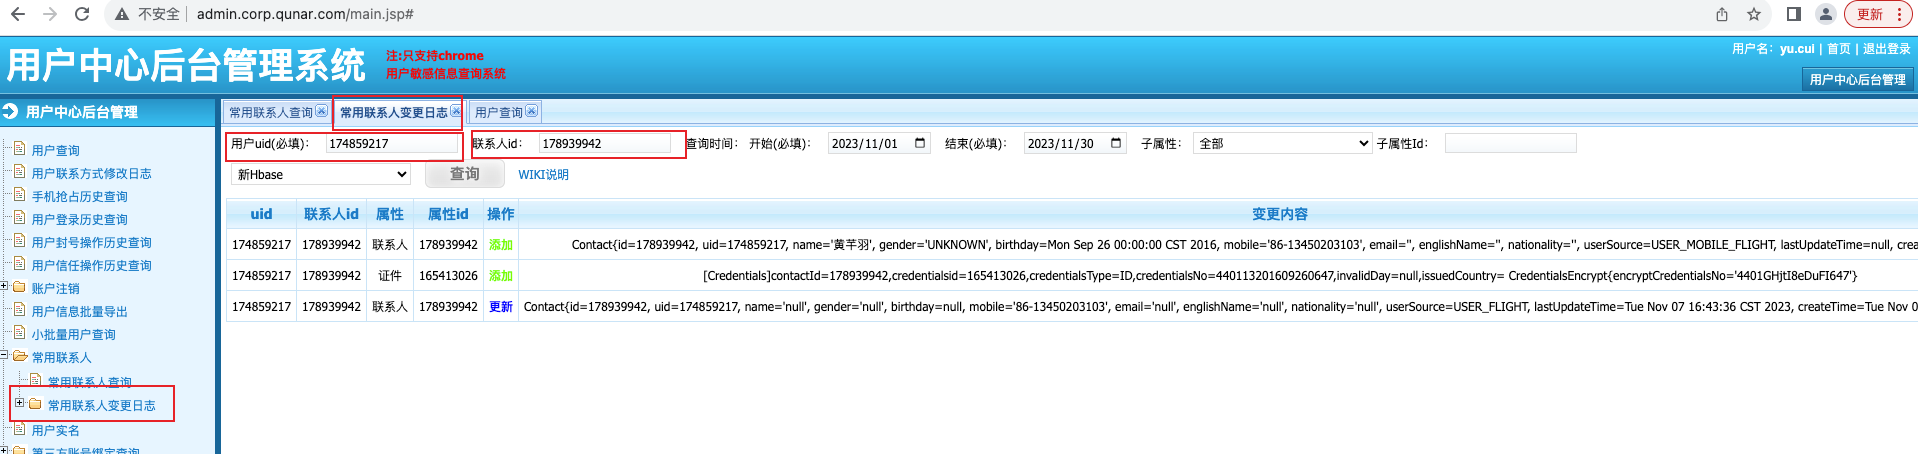 不安全 admin.corp.qunar.com/main.jsp# 更新
用户中心后台管理系统
注:只支持chrome
用户敏感信息查询系统
用户名: yu.cui | 首页 | 退出登录
用户中心后台管理
用户中心后台管理
用户查询
用户联系方式修改日志
手机抢占历史查询
用户登录历史查询
用户封号操作历史查询
用户信任操作历史查询
账户注销
用户信息批量导出
小批量用户查询
常用联系人
常用联系人查询
常用联系人变更日志
用户实名
第三方账号绑定查询
常用联系人查询 常用联系人变更日志 用户查询
用户uid(必填): 174859217 联系人id: 178939942 查询时间: 开始(必填): 2023/11/01 结束(必填): 2023/11/30 子属性: 全部 子属性Id:
新Hbase 查询 WIKI说明
uid 联系人id 属性 属性id 操作 变更内容
174859217 178939942 联系人 178939942 添加 Contact{id=178939942, uid=174859217, name='黄芊羽', gender='UNKNOWN', birthday=Mon Sep 26 00:00:00 CST 2016, mobile='86-13450203103', email='', englishName='', nationality='', userSource=USER_MOBILE_FLIGHT, lastUpdateTime=null, crea
174859217 178939942 证件 165413026 添加 [Credentials]contactId=178939942,credentialsid=165413026,credentialsType=ID,credentialsNo=440113201609260647,invalidDay=null,issuedCountry= CredentialsEncrypt{encryptCredentialsNo='4401GHjtI8eDuFI647'}
174859217 178939942 联系人 178939942 更新 Contact{id=178939942, uid=174859217, name='null', gender='null', birthday=null, mobile='86-13450203103', email='null', englishName='null', nationality='null', userSource=USER_FLIGHT, lastUpdateTime=Tue Nov 07 16:43:36 CST 2023, createTime=Tue Nov 0